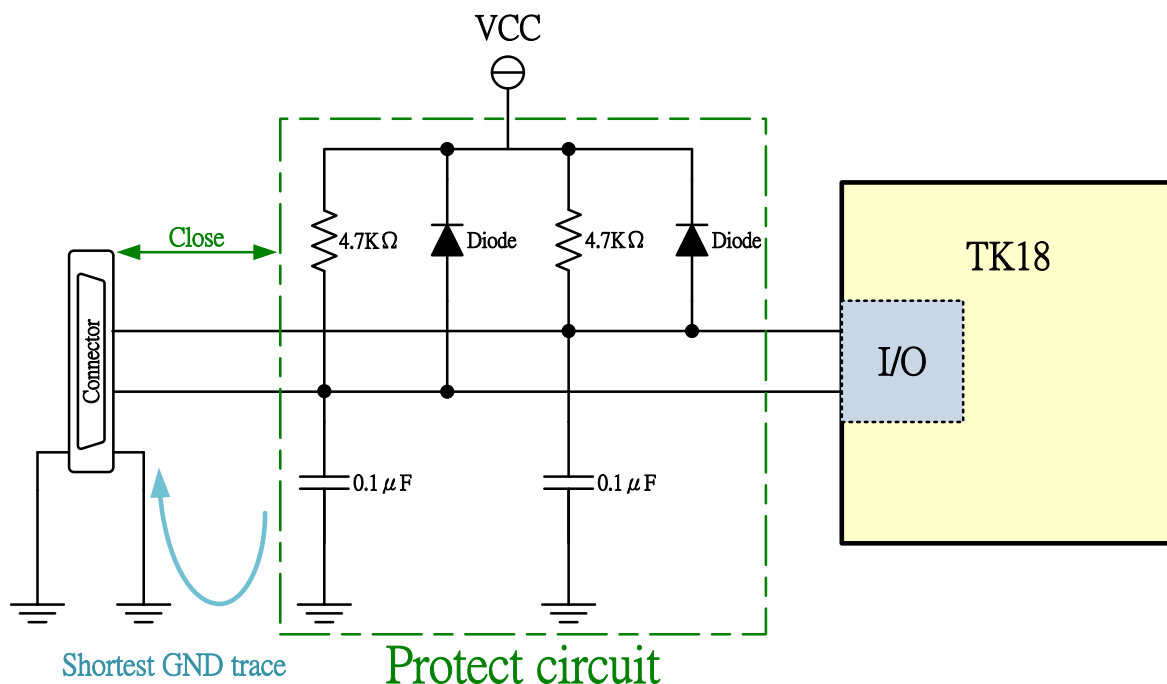 VCC
Close
4.7KΩ
Diode
4.7KΩ
Diode
TK18
Connector
I/O
0.1μF
0.1μF
Shortest GND trace
Protect circuit